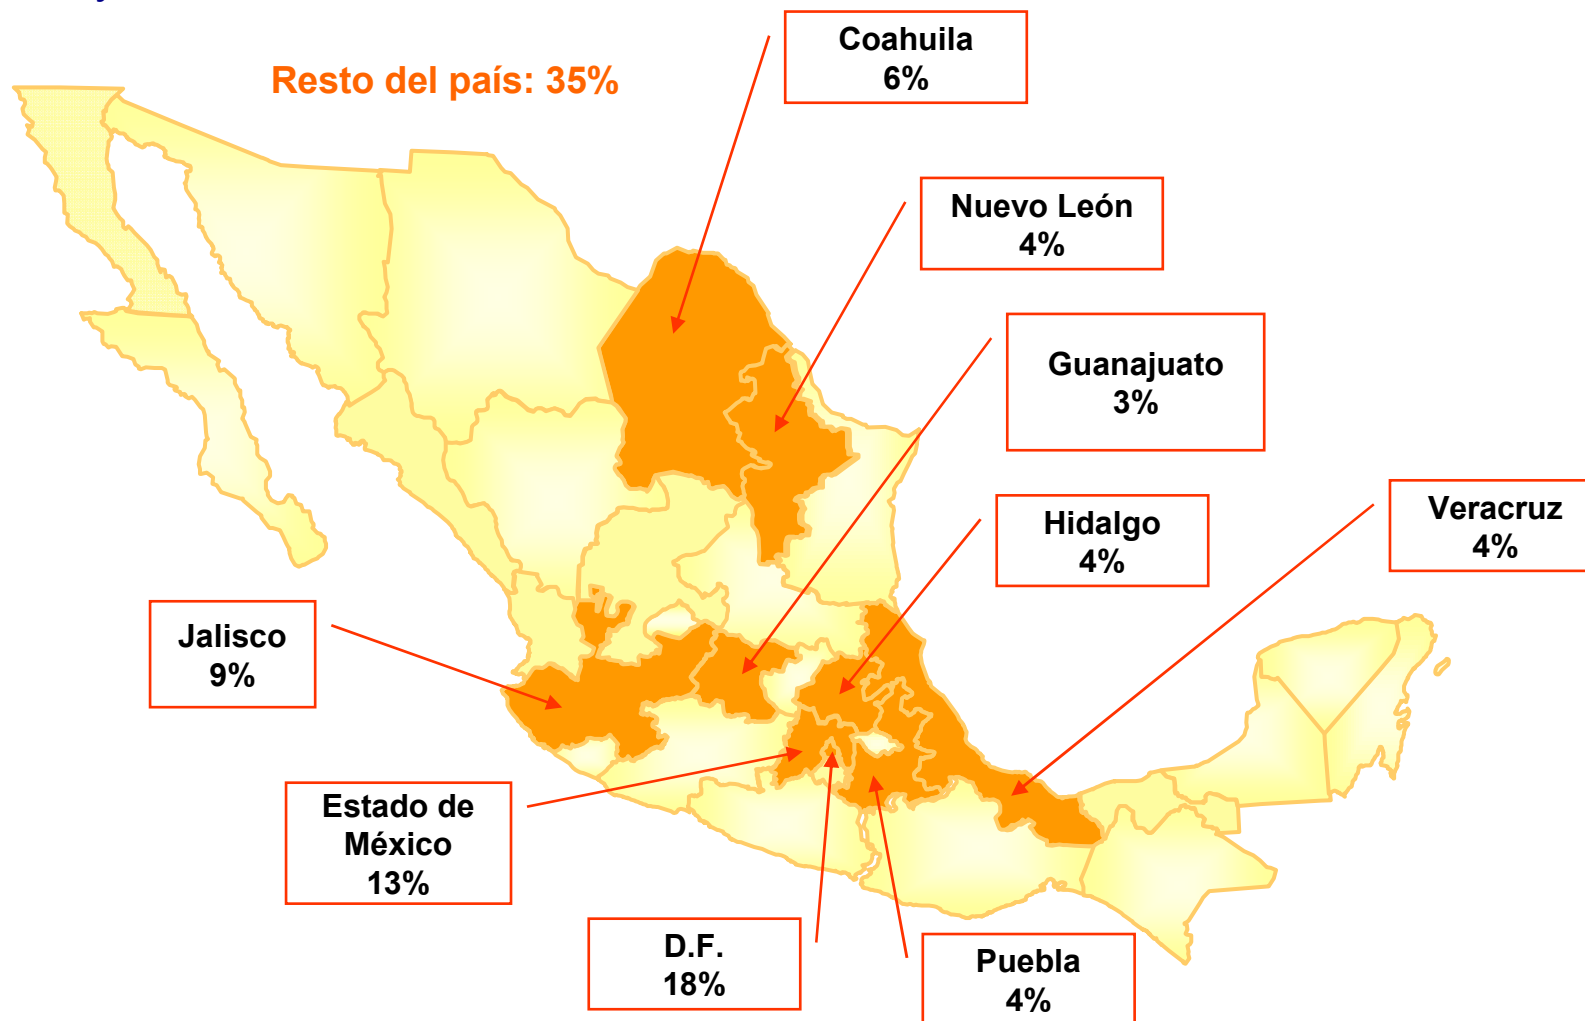 Resto del país: 35%
Coahuila
6%
Nuevo León
4%
Guanajuato
3%
Hidalgo
4%
Veracruz
4%
Jalisco
9%
Estado de
México
13%
D.F.
18%
Puebla
4%